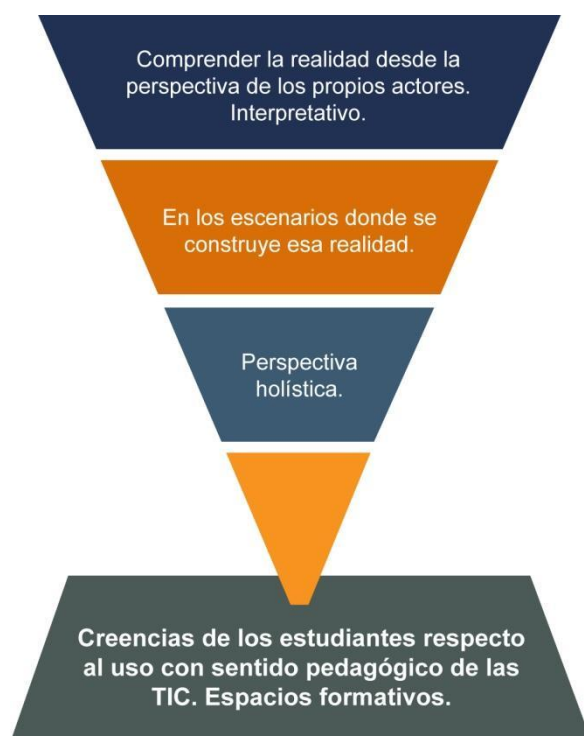 Comprender la realidad desde la
perspectiva de los propios actores.
Interpretativo.
En los escenarios donde se
construye esa realidad.
Perspectiva
holística.
Creencias de los estudiantes respecto
al uso con sentido pedagógico de las
TIC. Espacios formativos.